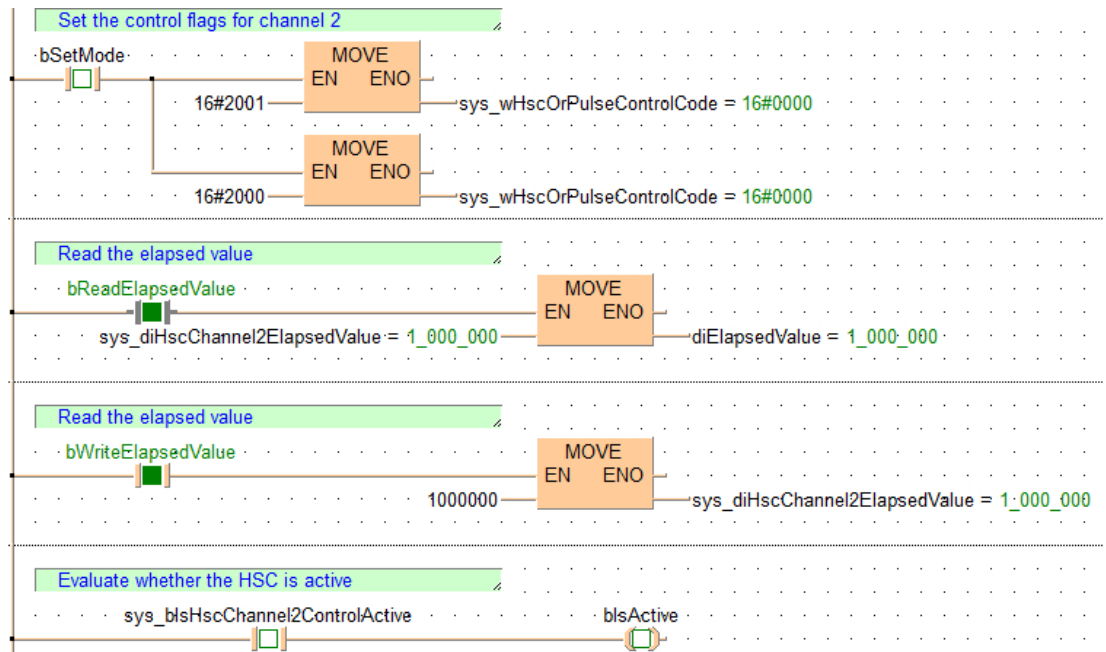 Set the control flags for channel 2
bSetMode
MOVE
EN ENO
16#2001 sys_wHscOrPulseControlCode = 16#0000
MOVE
EN ENO
16#2000 sys_wHscOrPulseControlCode = 16#0000
Read the elapsed value
bReadElapsedValue
MOVE
EN ENO
sys_diHscChannel2ElapsedValue = 1_000_000 diElapsedValue = 1_000_000
Read the elapsed value
bWriteElapsedValue
MOVE
EN ENO
1000000 sys_diHscChannel2ElapsedValue = 1_000_000
Evaluate whether the HSC is active
sys_bIsHscChannel2ControlActive bIsActive